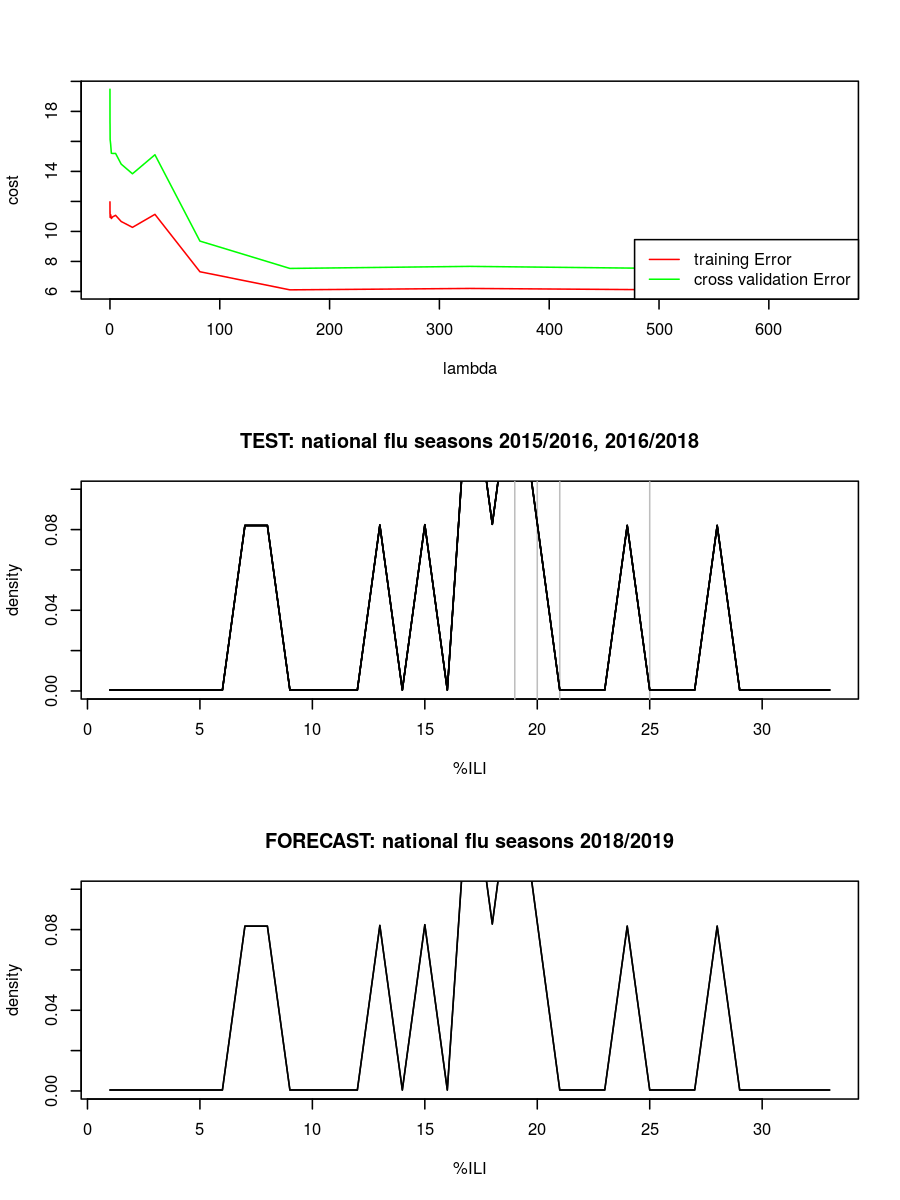 cost
18
14
10
8
6
training Error
cross validation Error
0 100 200 300 400 500 600
lambda
TEST: national flu seasons 2015/2016, 2016/2018
density
0.08
0.04
0.00
0 5 10 15 20 25 30
%ILI
FORECAST: national flu seasons 2018/2019
density
0.08
0.04
0.00
0 5 10 15 20 25 30
%ILI